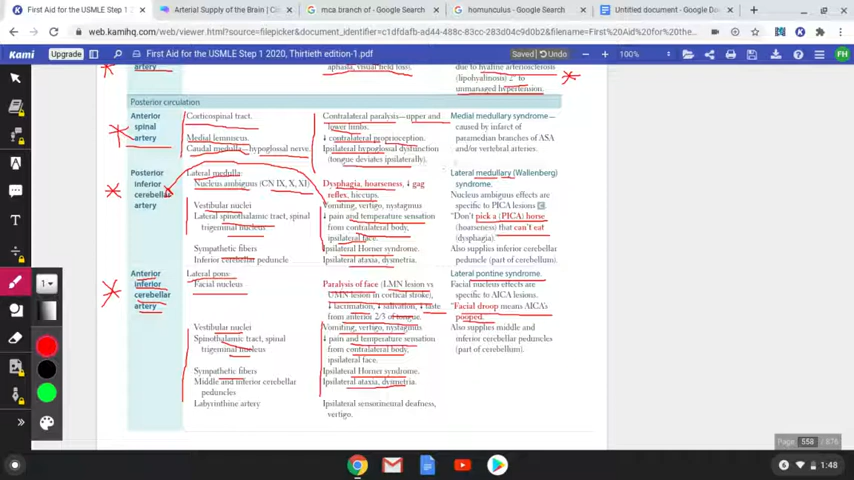 First Aid for the USMLE Step 1
Arterial Supply of the Brain | C
mca branch of - Google Search
homunculus - Google Search
Untitled document - Google Do
web.kamihq.com/web/viewer.html?source=filepicker&document_identifier=c1dfdafb-ad44-488c-83cc-283d04c9d0b2&filename=First%20Aid%20for%20the%
Kami Upgrade First Aid for the USMLE Step 1 2020, Thirtieth edition-1.pdf Saved Undo 100% FH
artery
aphasia, visual field loss).
due to hyaline arteriosclerosis
(lipohyalinosis) 2° to
unmanaged hypertension.
Posterior circulation
Anterior
spinal
artery
Corticospinal tract.
Medial lemniscus.
Caudal medulla—hypoglossal nerve.
Contralateral paralysis—upper and
lower limbs.
↓ contralateral proprioception.
Ipsilateral hypoglossal dysfunction
(tongue deviates ipsilaterally).
Medial medullary syndrome—
caused by infarct of
paramedian branches of ASA
and/or vertebral arteries.
Posterior
inferior
cerebellar
artery
Lateral medulla:
Nucleus ambiguus (CN IX, X, XI)
Vestibular nuclei
Lateral spinothalamic tract, spinal
trigeminal nucleus
Sympathetic fibers
Inferior cerebellar peduncle
Dysphagia, hoarseness, ↓ gag
reflex, hiccups.
Vomiting, vertigo, nystagmus
↓ pain and temperature sensation
from contralateral body,
ipsilateral face.
Ipsilateral Horner syndrome.
Ipsilateral ataxia, dysmetria.
Lateral medullary (Wallenberg)
syndrome.
Nucleus ambiguus effects are
specific to PICA lesions
“Don’t pick a (PICA) horse
(hoarseness) that can’t eat
(dysphagia).
Also supplies inferior cerebellar
peduncle (part of cerebellum).
Anterior
inferior
cerebellar
artery
Lateral pons:
Facial nucleus
Vestibular nuclei
Spinothalamic tract, spinal
trigeminal nucleus
Sympathetic fibers
Middle and inferior cerebellar
peduncles
Labyrinthine artery
Paralysis of face (LMN lesion vs
UMN lesion in cortical stroke),
↓ lacrimation, ↓ salivation, ↓ taste
from anterior 2/3 of tongue.
Vomiting, vertigo, nystagmus
↓ pain and temperature sensation
from contralateral body,
ipsilateral face.
Ipsilateral Horner syndrome.
Ipsilateral ataxia, dysmetria.
Ipsilateral sensorineural deafness,
vertigo.
Lateral pontine syndrome.
Facial nucleus effects are
specific to AICA lesions.
“Facial droop means AICA’s
pooped.
Also supplies middle and
inferior cerebellar peduncles
(part of cerebellum).
1
Page 558 / 876
1:48